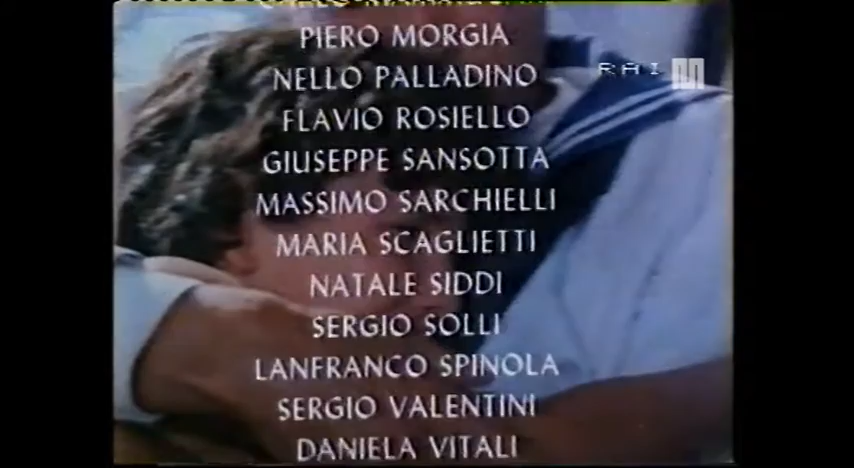 PIERO MORGIA
RAI
NELLO PALLADINO
FLAVIO ROSIELLO
GIUSEPPE SANSOTTA
MASSIMO SARCHIELLI
MARIA SCAGLIETTI
NATALE SIDDI
SERGIO SOLLI
LANFRANCO SPINOLA
SERGIO VALENTINI
DANIELA VITALI